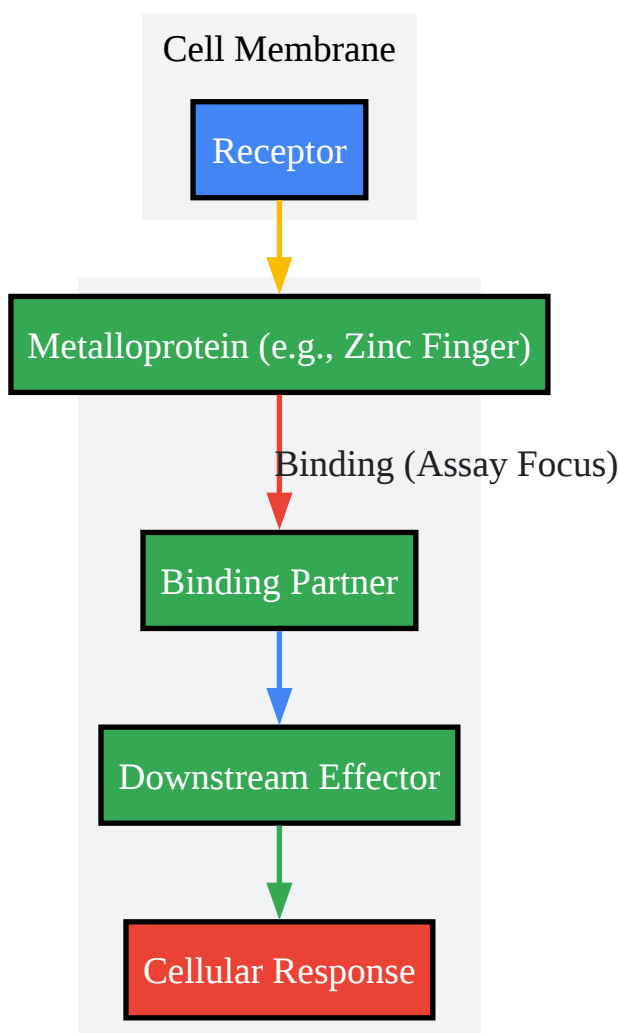 Cell Membrane
Receptor
Metalloprotein (e.g., Zinc Finger)
Binding (Assay Focus)
Binding Partner
Downstream Effector
Cellular Response